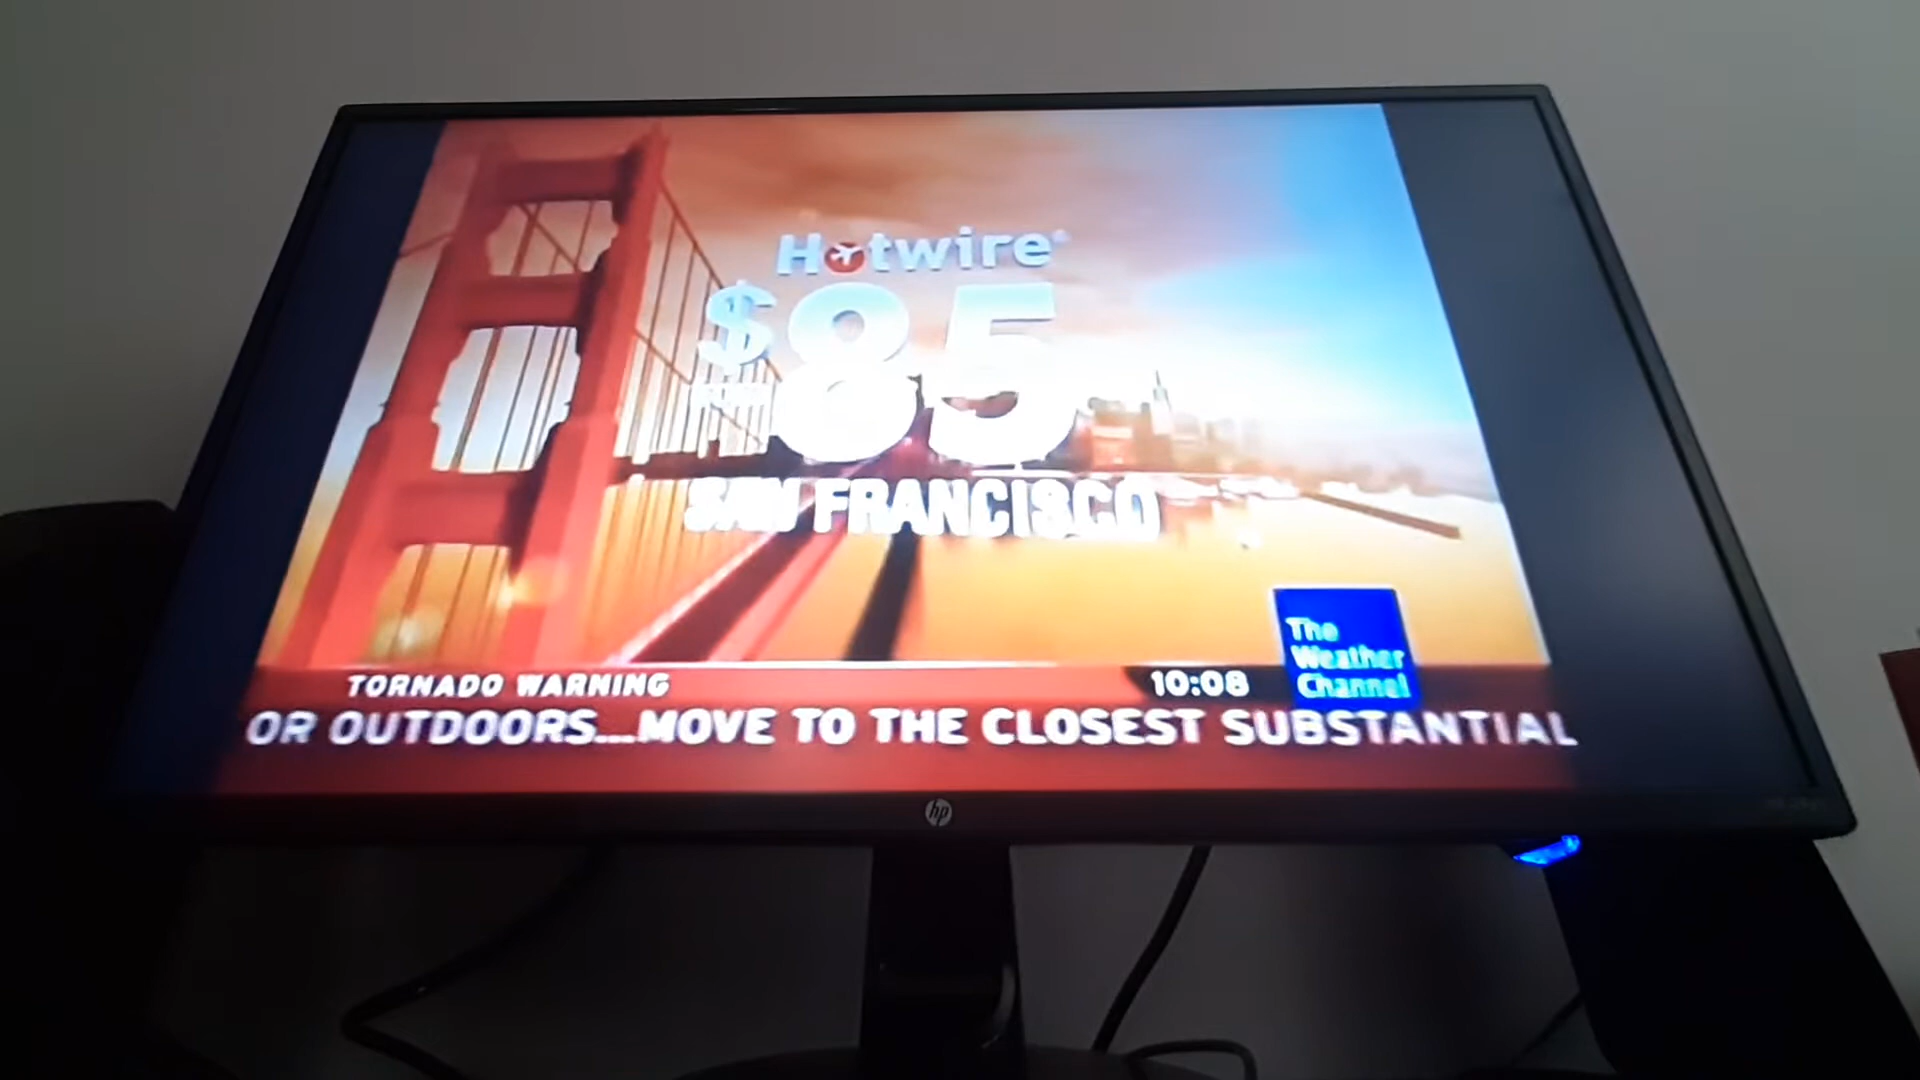 Hotwire®
$85
SAN FRANCISCO
The
Weather
Channel
TORNADO WARNING
10:08
OR OUTDOORS...MOVE TO THE CLOSEST SUBSTANTIAL
hp